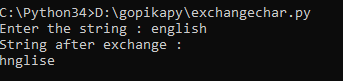 C:\Python34>D:\gopikapy\exchangechar.py
Enter the string : english
String after exchange :
hnglise